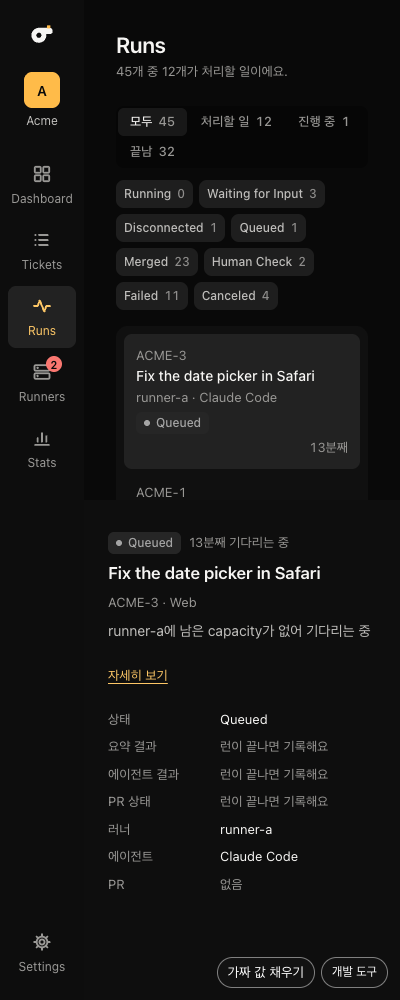 A
Acme
Dashboard
Tickets
Runs
2
Runners
Stats
Settings
Runs
45개 중 12개가 처리할 일이에요.
모두 45 처리할 일 12 진행 중 1
끝남 32
Running 0 Waiting for Input 3
Disconnected 1 Queued 1
Merged 23 Human Check 2
Failed 11 Canceled 4
ACME-3
Fix the date picker in Safari
runner-a · Claude Code
Queued
13분째
ACME-1
Queued 13분째 기다리는 중
Fix the date picker in Safari
ACME-3 · Web
runner-a에 남은 capacity가 없어 기다리는 중
자세히 보기
상태 Queued
요약 결과 런이 끝나면 기록해요
에이전트 결과 런이 끝나면 기록해요
PR 상태 런이 끝나면 기록해요
러너 runner-a
에이전트 Claude Code
PR 없음
가짜 값 채우기 개발 도구